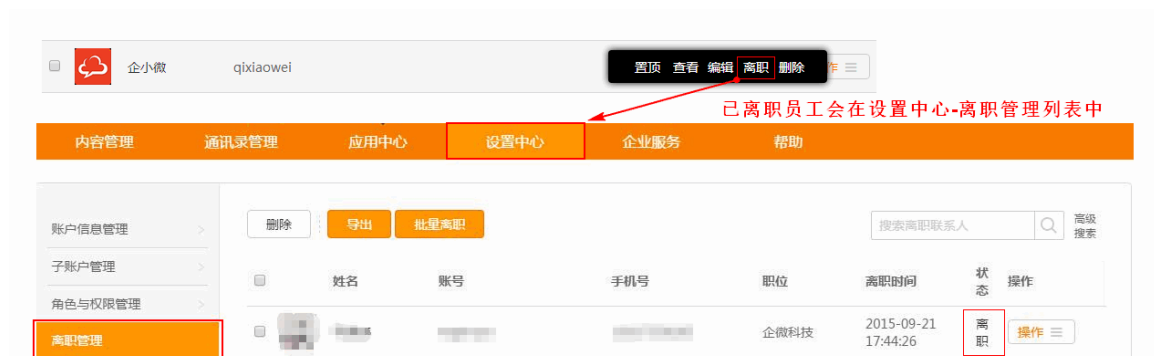 企小微 qixiaowei 置顶 查看 编辑 离职 删除 作
已离职员工会在设置中心-离职管理列表中
内容管理 通讯录管理 应用中心 设置中心 企业服务 帮助
删除 导出 批量离职 搜索离职联系人 高级
搜索
账户信息管理
子账户管理
角色与权限管理
离职管理
姓名 账号 手机号 职位 离职时间 状态 操作
企微科技 2015-09-21
17:44:26 离职 操作